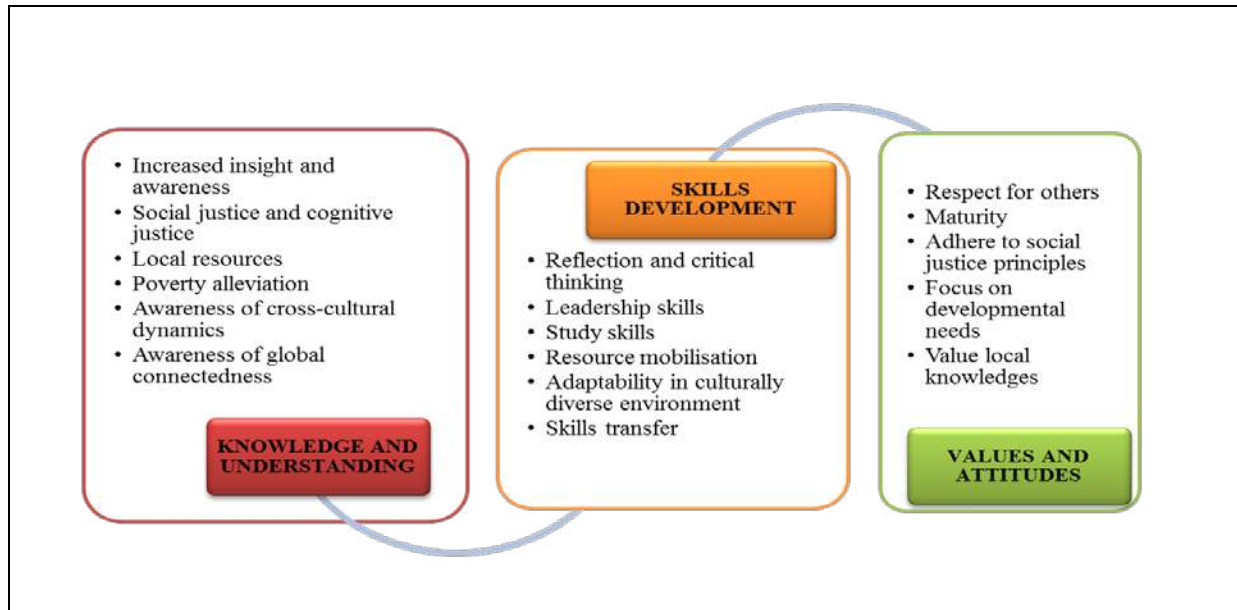 • Increased insight and
awareness
• Social justice and cognitive
justice
• Local resources
• Poverty alleviation
• Awareness of cross-cultural
dynamics
• Awareness of global
connectedness
KNOWLEDGE AND
UNDERSTANDING
SKILLS
DEVELOPMENT
• Reflection and critical
thinking
• Leadership skills
• Study skills
• Resource mobilisation
• Adaptability in culturally
diverse environment
• Skills transfer
• Respect for others
• Maturity
• Adhere to social
justice principles
• Focus on
developmental
needs
• Value local
knowledges
VALUES AND
ATTITUDES